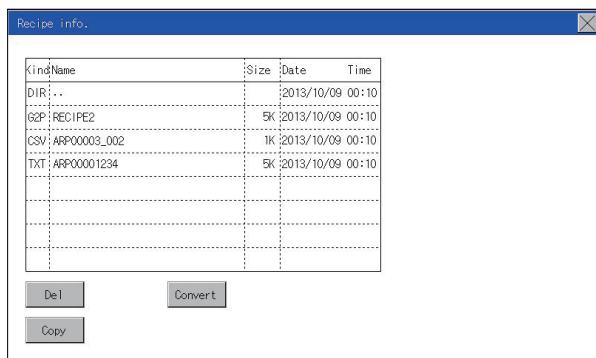 Recipe info.
Kind Name Size Date Time
DIR .. 2013/10/09 00:10
G2P RECIPE2 5K 2013/10/09 00:10
CSV ARP00003_002 1K 2013/10/09 00:10
TXT ARP00001234 5K 2013/10/09 00:10
Del Convert
Copy